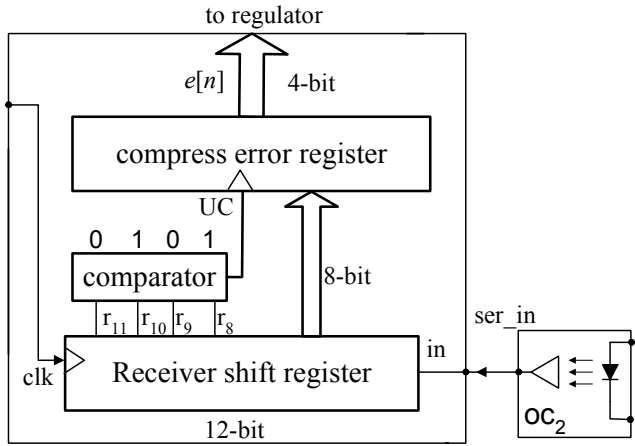 to regulator
e[n] 4-bit
compress error register
UC
0 1 0 1
comparator
8-bit
r11 r10 r9 r8
ser_in
in
clk
Receiver shift register
OC2
12-bit